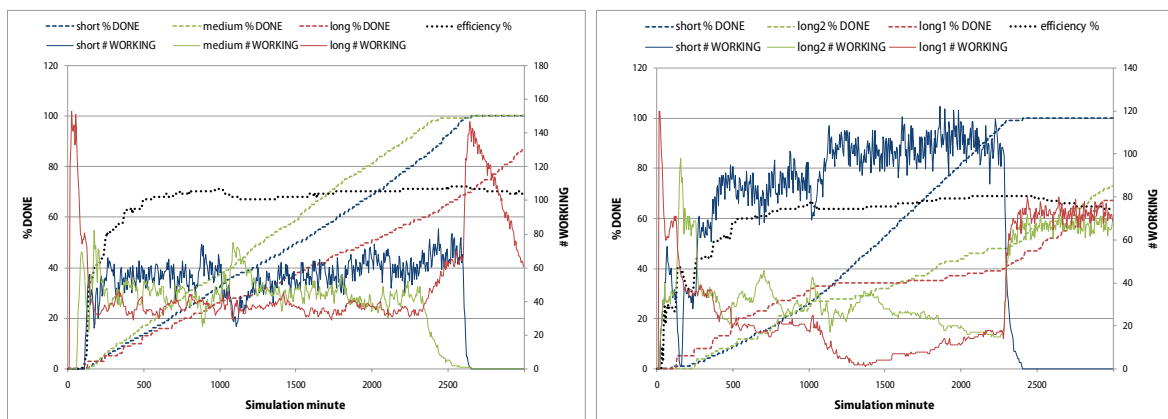 short % DONE medium % DONE long % DONE efficiency %
short # WORKING medium # WORKING long # WORKING
120 180
100 160
80 140
60 120
40 100
20 80
0 60
40
20
0
% DONE
# WORKING
0 500 1000 1500 2000 2500
Simulation minute
short % DONE long2 % DONE long1 % DONE efficiency %
short # WORKING long2 # WORKING long1 # WORKING
120 140
100 120
80 100
60 80
40 60
20 40
0 20
0
% DONE
# WORKING
0 500 1000 1500 2000 2500
Simulation minute